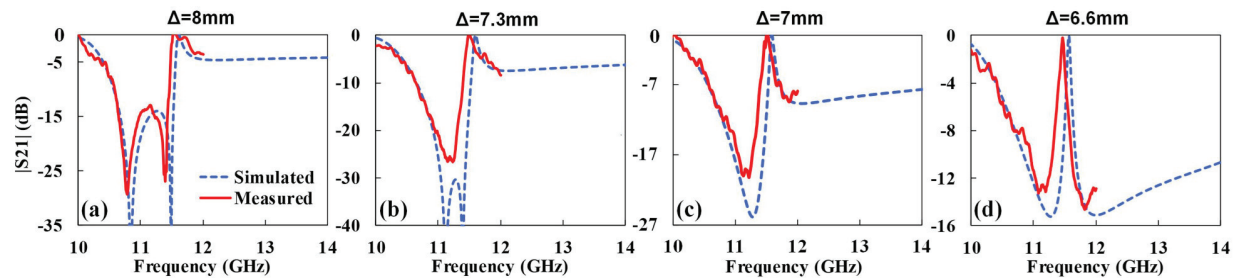 Δ=8mm
Δ=7.3mm
Δ=7mm
Δ=6.6mm
|S21| (dB)
0
-5
-15
-25
-35
Simulated
Measured
(a)
10 11 12 13 14
Frequency (GHz)
0
-10
-20
-30
-40
(b)
10 11 12 13 14
Frequency (GHz)
0
-7
-17
-27
(c)
10 11 12 13 14
Frequency (GHz)
0
-4
-8
-12
-16
(d)
10 11 12 13 14
Frequency (GHz)